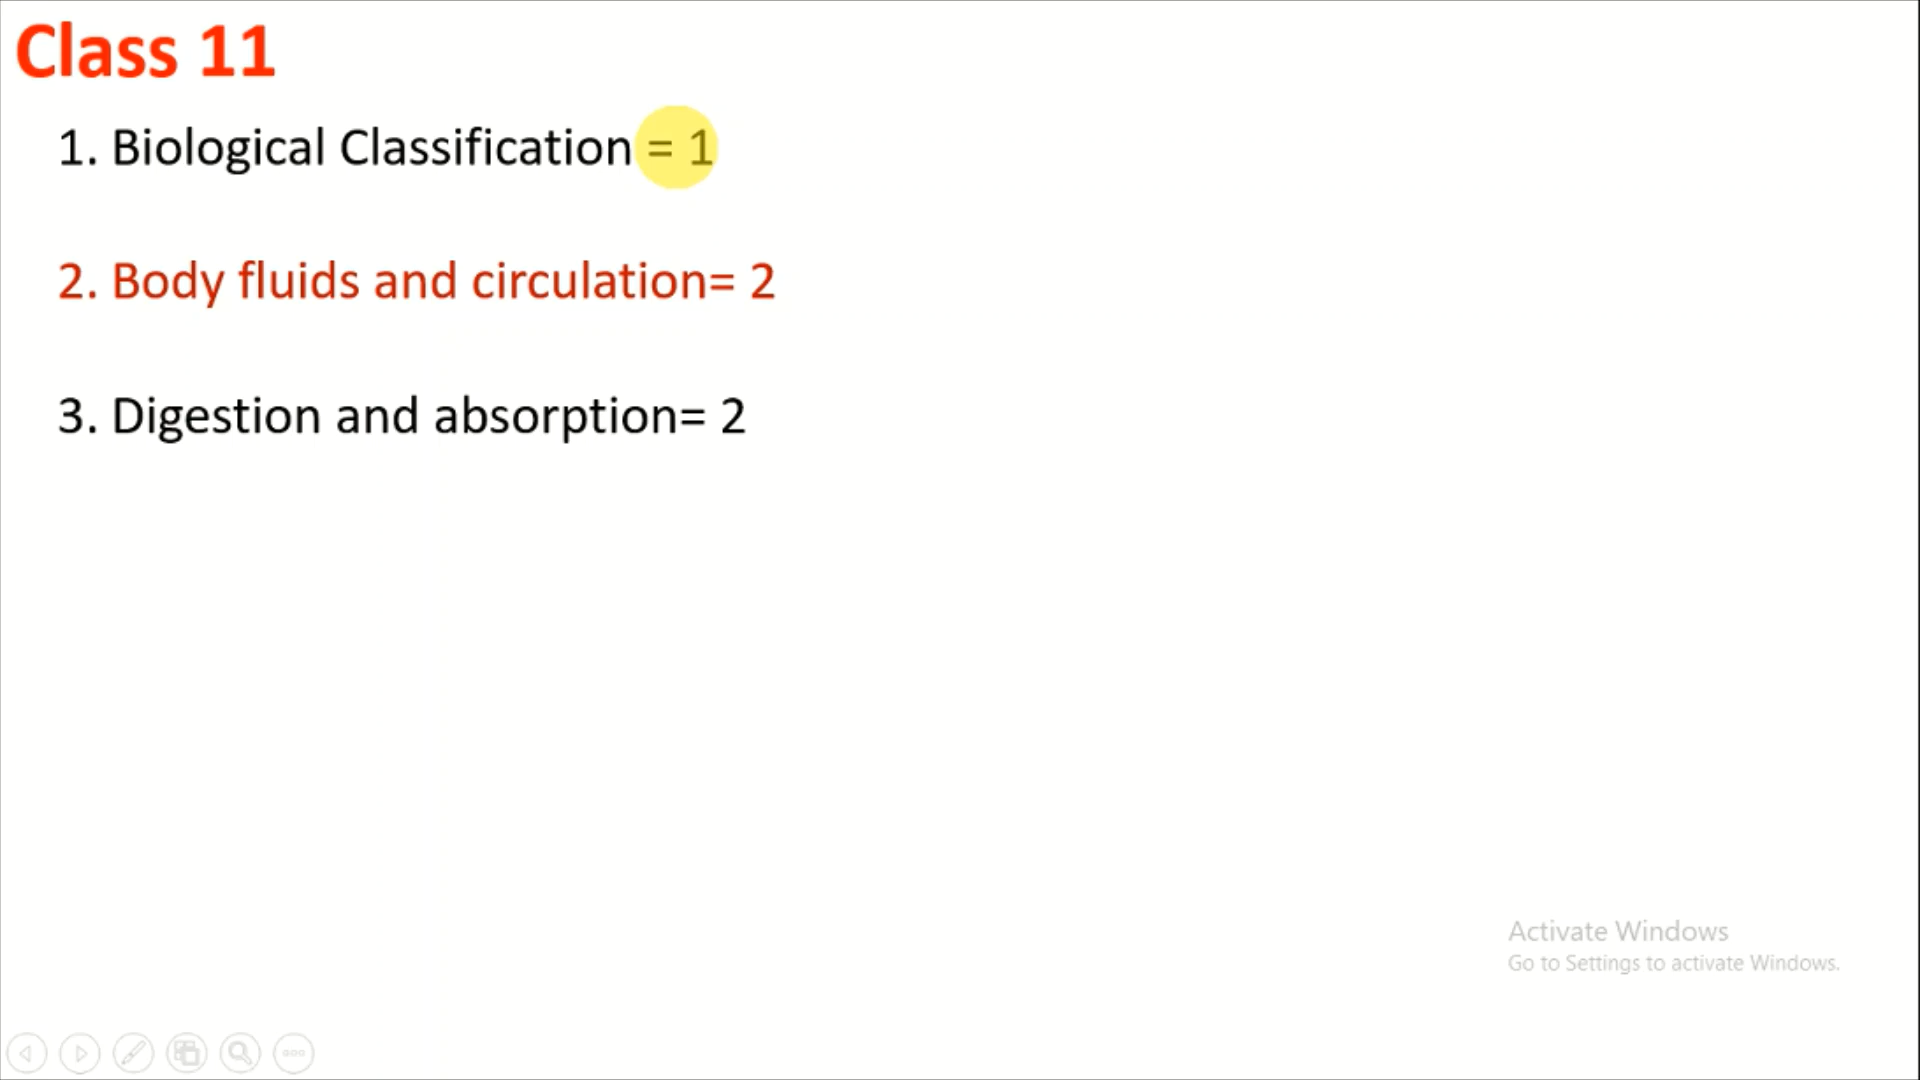 Class 11
1. Biological Classification = 1
2. Body fluids and circulation= 2
3. Digestion and absorption= 2
Activate Windows
Go to Settings to activate Windows.